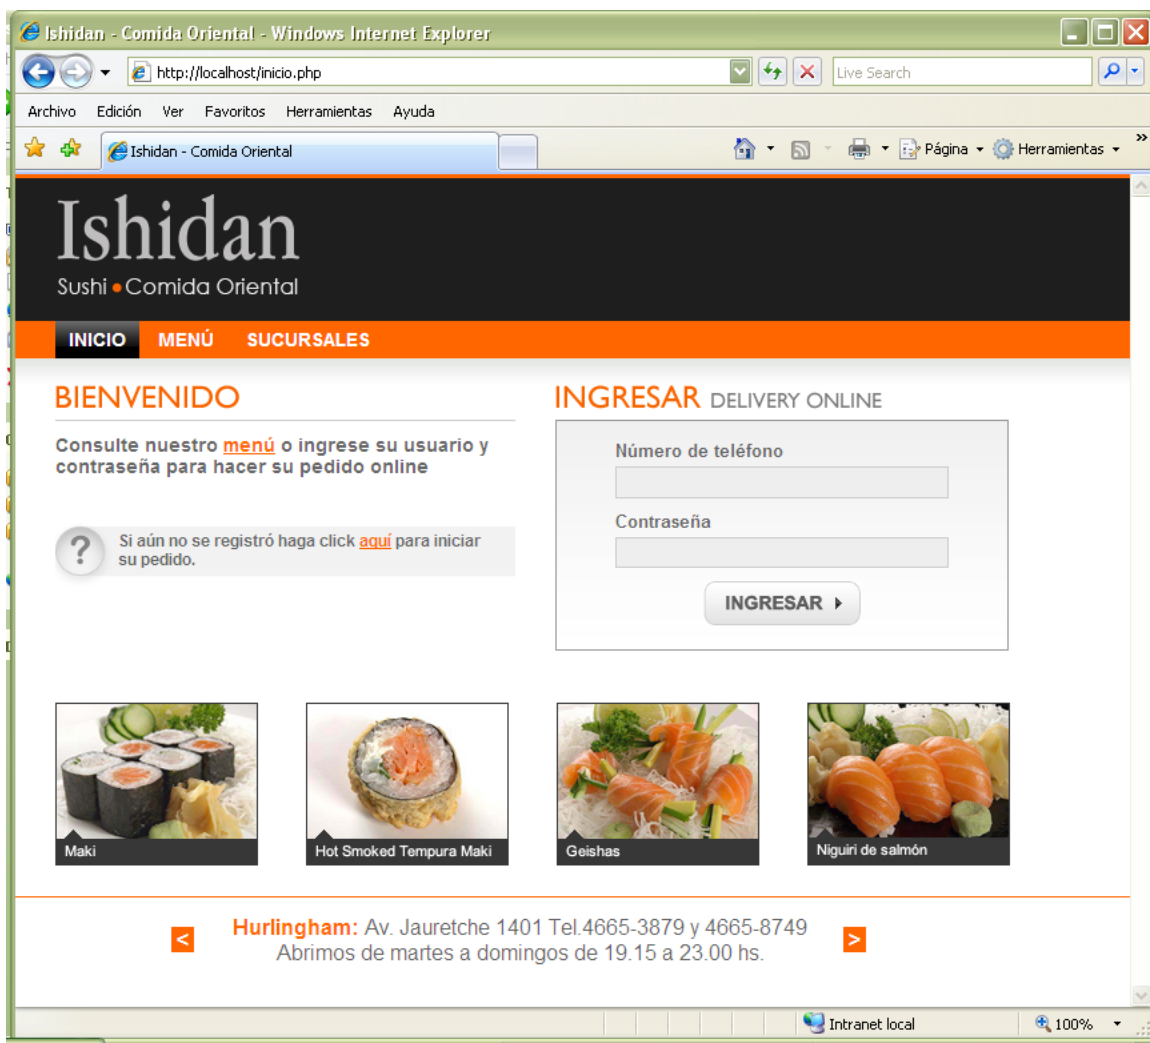 Ishidan - Comida Oriental - Windows Internet Explorer
http://localhost/inicio.php
Live Search
Archivo Edición Ver Favoritos Herramientas Ayuda
Ishidan - Comida Oriental
Página Herramientas »
Ishidan
Sushi • Comida Oriental
INICIO MENÚ SUCURSALES
BIENVENIDO
Consulte nuestro menú o ingrese su usuario y
contraseña para hacer su pedido online
? Si aún no se registró haga click aquí para iniciar
su pedido.
INGRESAR DELIVERY ONLINE
Número de teléfono
Contraseña
INGRESAR
Maki
Hot Smoked Tempura Maki
Geishas
Niguiri de salmón
< Hurlingham: Av. Jauretche 1401 Tel.4665-3879 y 4665-8749 >
Abrimos de martes a domingos de 19.15 a 23.00 hs.
Intranet local
100%